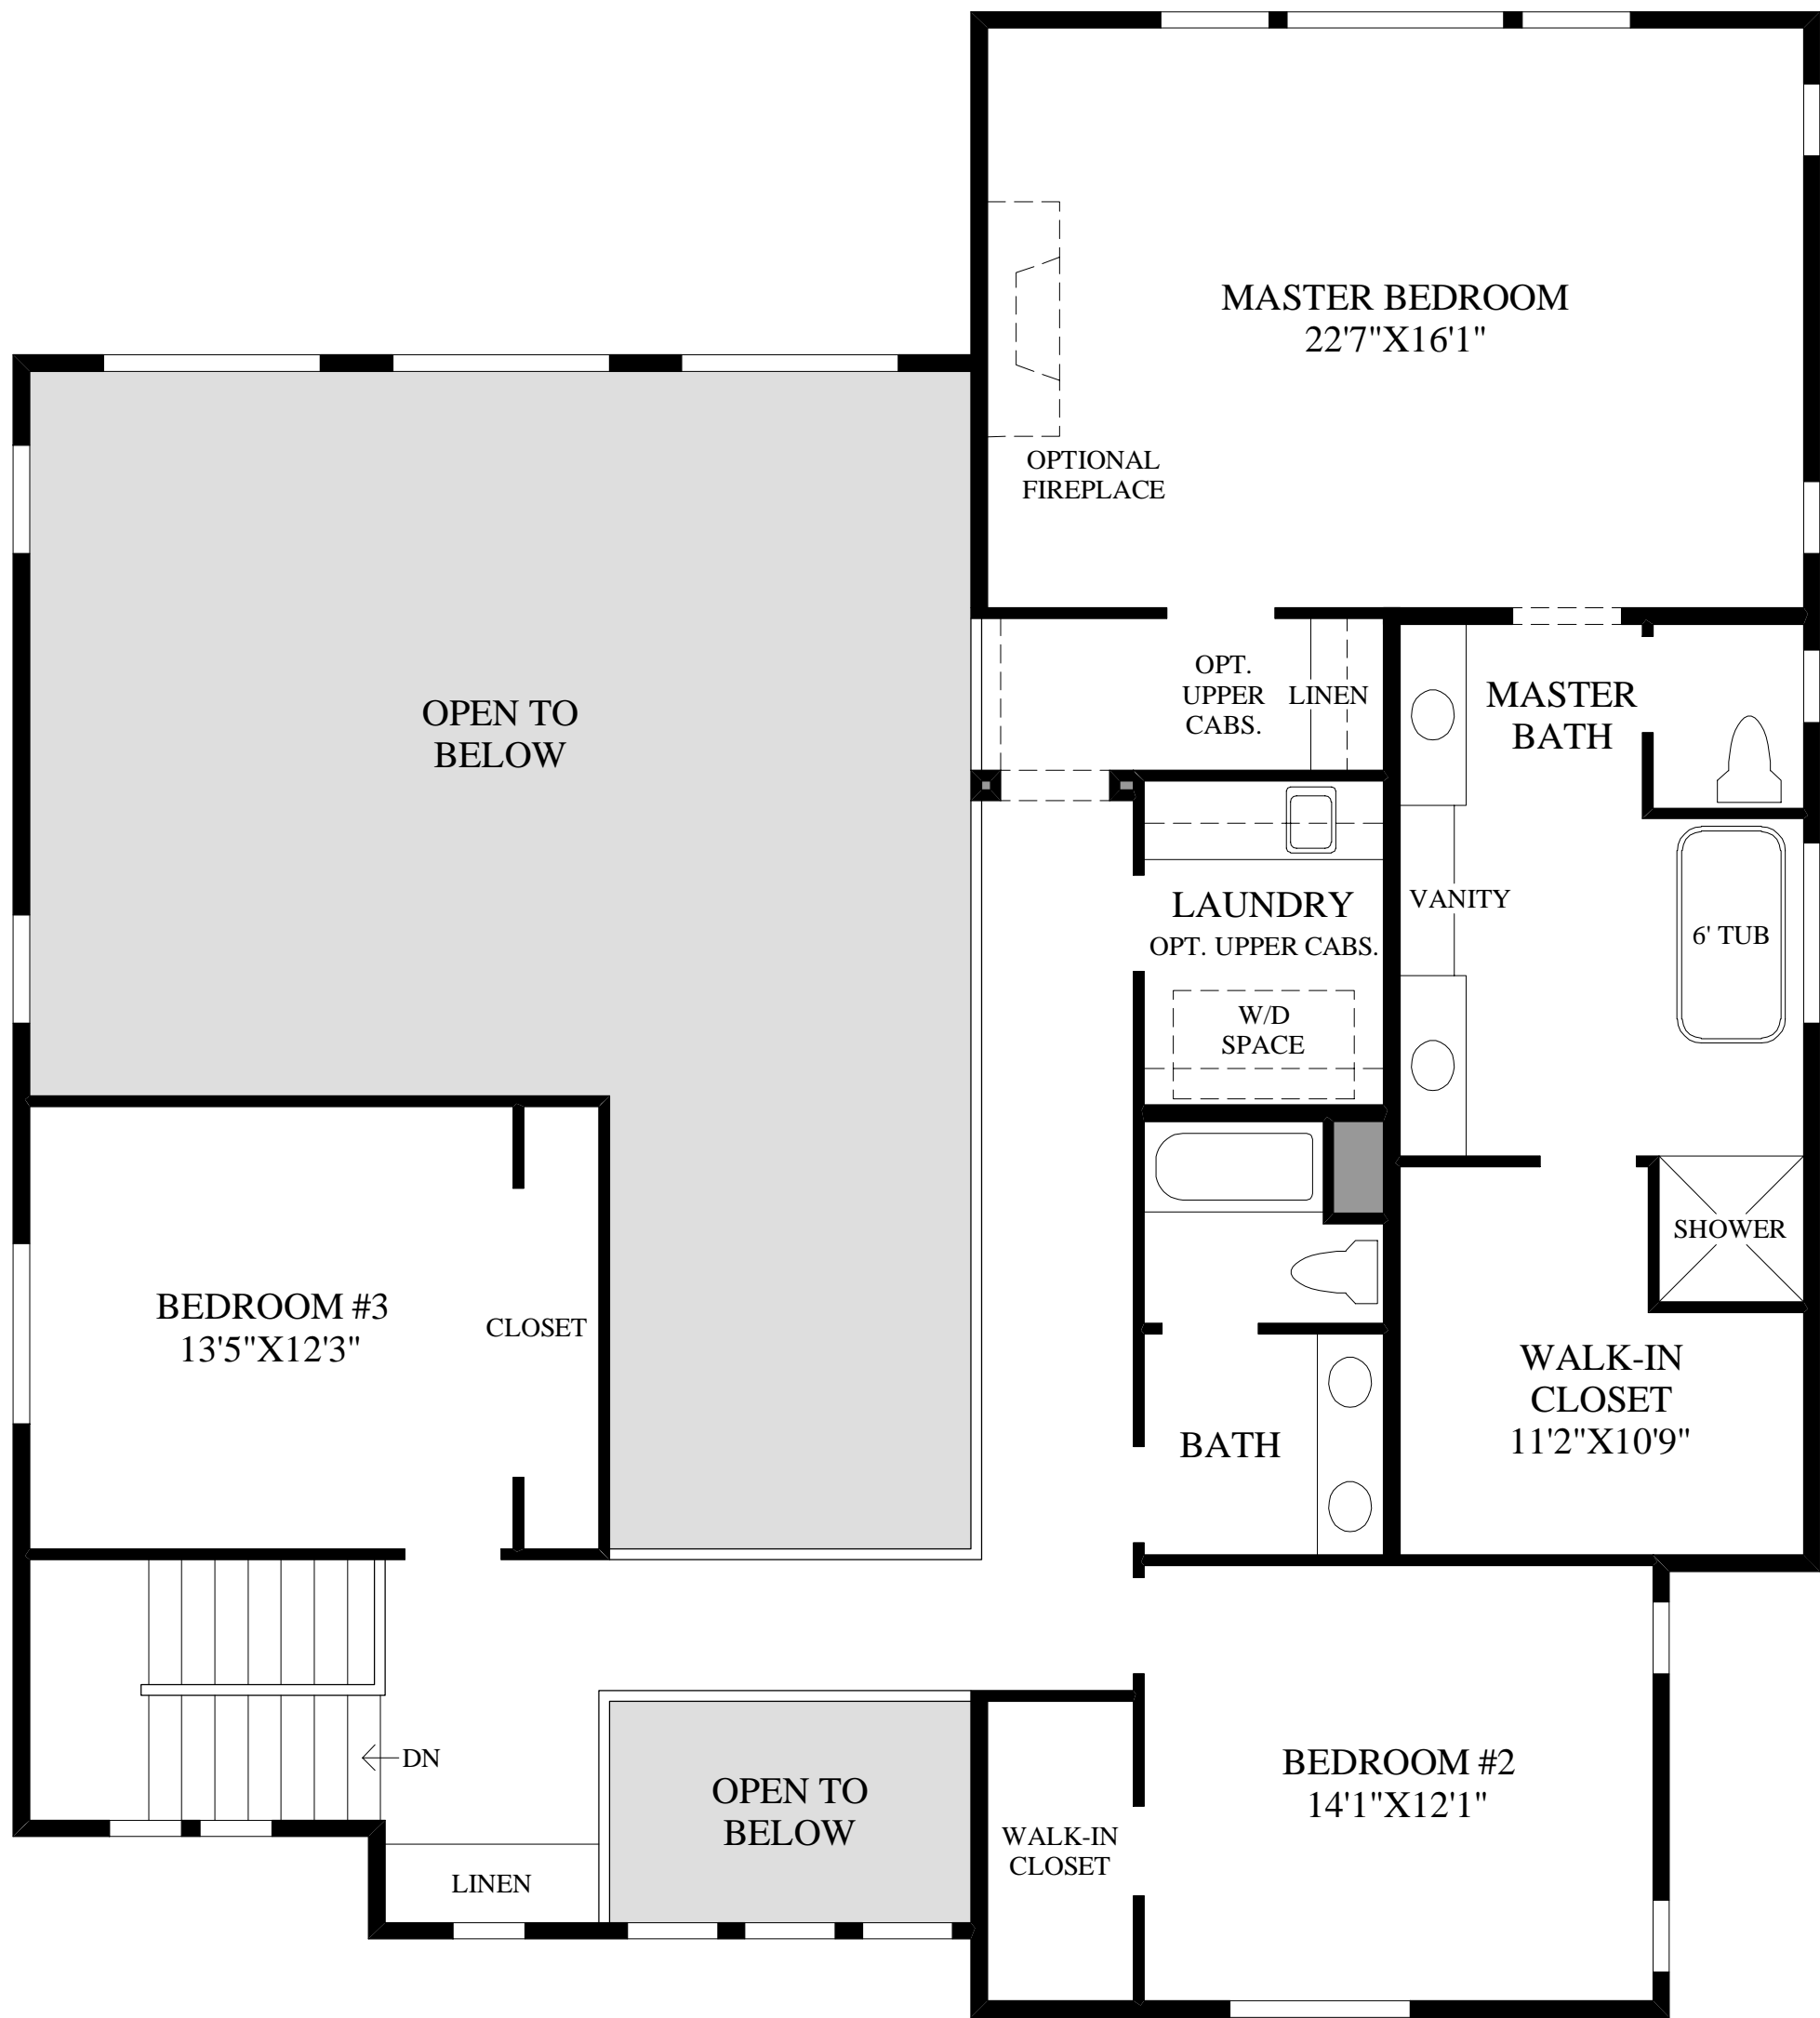 MASTER BEDROOM
22'7"X16'1"
OPTIONAL
FIREPLACE
OPEN TO
BELOW
OPT.
UPPER
CABS.
LINEN
MASTER
BATH
LAUNDRY
OPT. UPPER CABS.
VANITY
6' TUB
W/D
SPACE
BEDROOM #3
13'5"X12'3"
CLOSET
SHOWER
WALK-IN
CLOSET
11'2"X10'9"
BATH
DN
OPEN TO
BELOW
BEDROOM #2
14'1"X12'1"
WALK-IN
CLOSET
LINEN